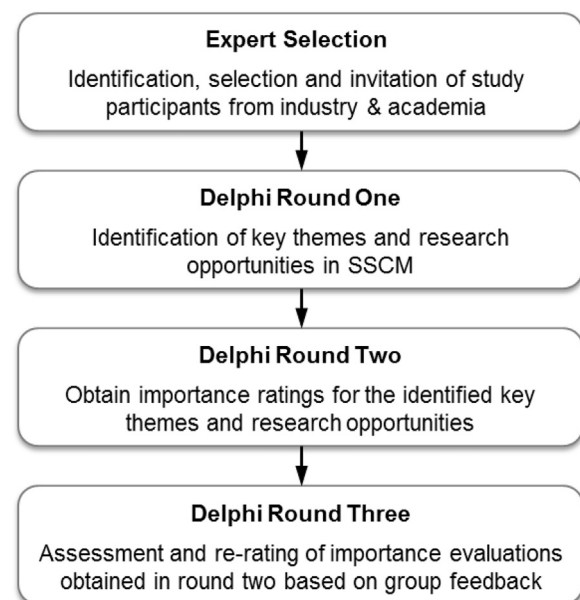 Expert Selection
Identification, selection and invitation of study
participants from industry & academia
Delphi Round One
Identification of key themes and research
opportunities in SSCM
Delphi Round Two
Obtain importance ratings for the identified key
themes and research opportunities
Delphi Round Three
Assessment and re-rating of importance evaluations
obtained in round two based on group feedback